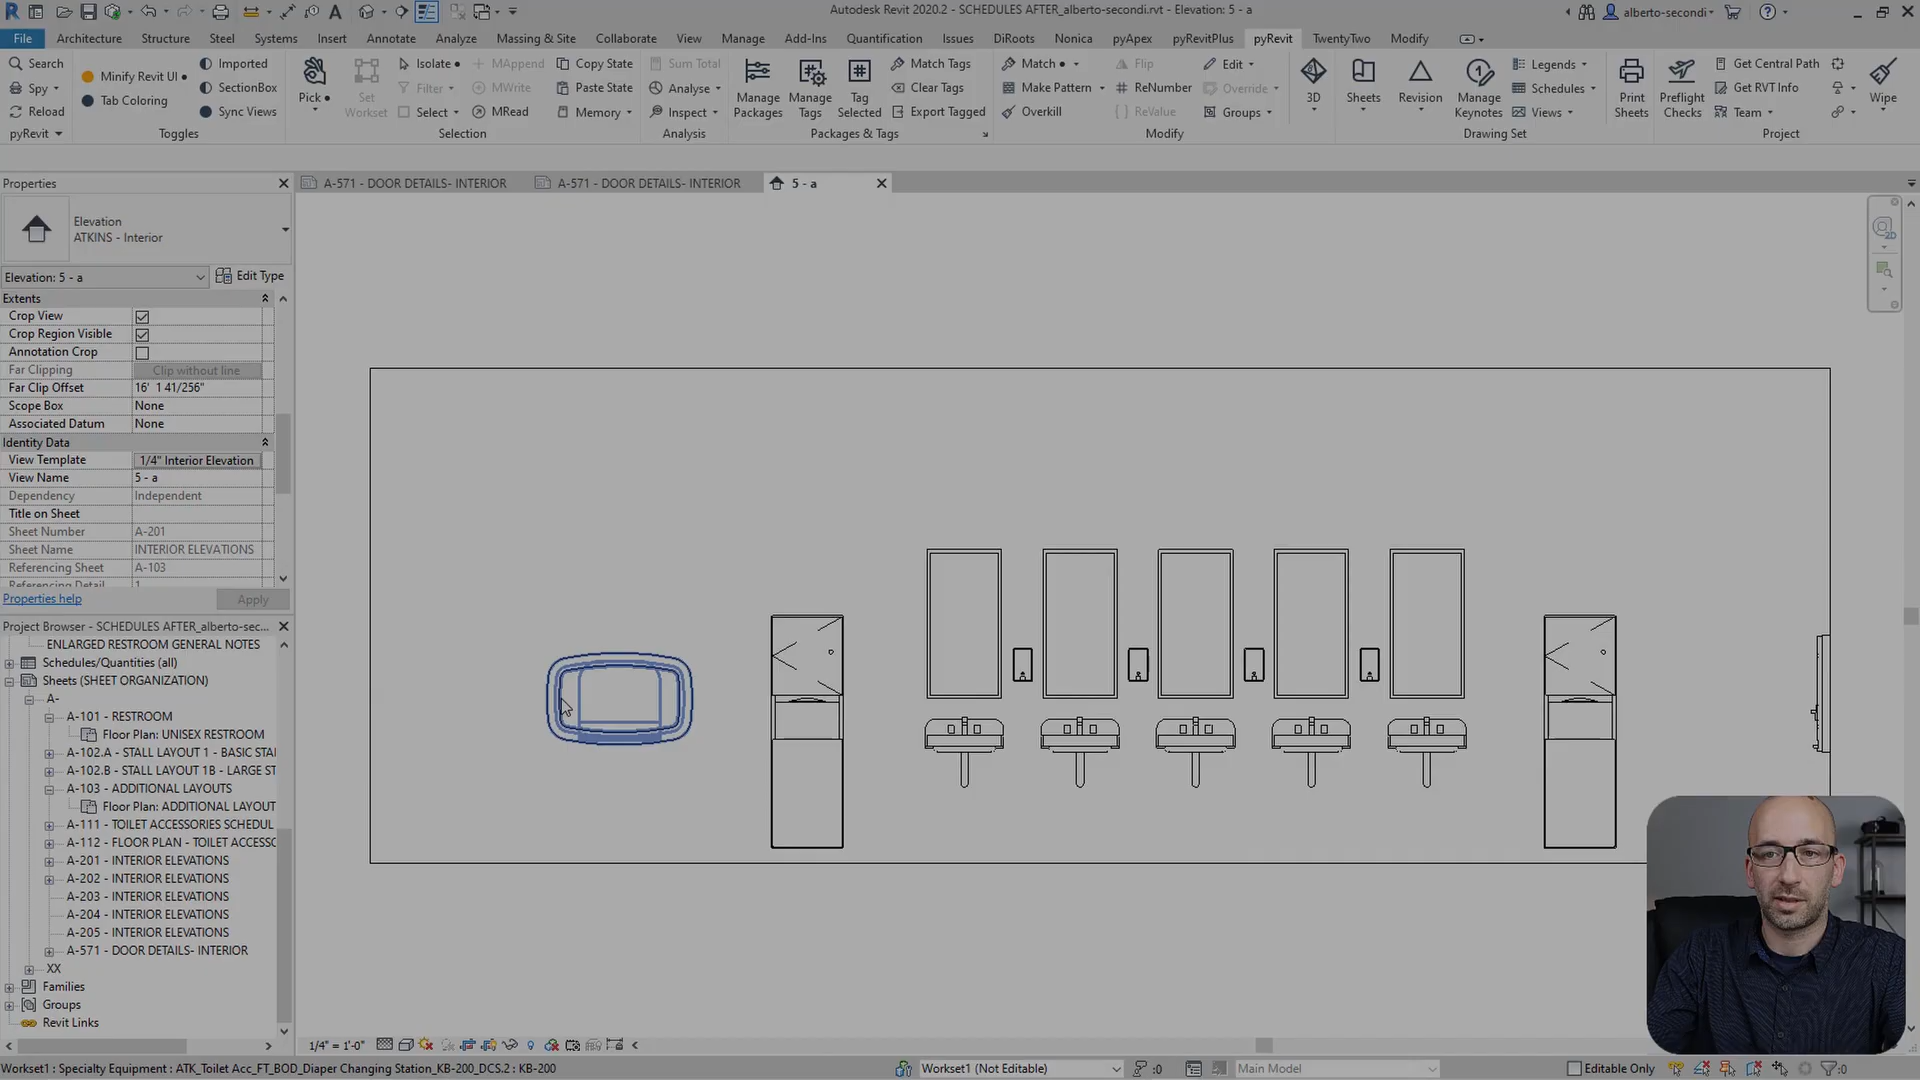 Autodesk Revit 2020.2 - SCHEDULES AFTER_alberto-secondi.rvt - Elevation: 5 - a
alberto-secondi
File Architecture Structure Steel Systems Insert Annotate Analyze Massing & Site Collaborate View Manage Add-Ins Quantification Issues DiRoots Nonica pyApex pyRevitPlus pyRevit TwentyTwo Modify
Search
Spy
Reload
pyRevit
Minify Revit UI
Tab Coloring
Imported
SectionBox
Sync Views
Toggles
Pick
Set Workset
Isolate
Filter
Select
MAppend
MWrite
MRead
Copy State
Paste State
Memory
Selection
Sum Total
Analyse
Inspect
Analysis
Manage Packages
Manage Tags
Tag Selected
Match Tags
Clear Tags
Export Tagged
Packages & Tags
Match
Make Pattern
Overkill
Flip
ReNumber
ReValue
Edit
Override
Groups
Modify
3D
Sheets
Revision
Manage Keynotes
Legends
Schedules
Views
Print Sheets
Drawing Set
Preflight Checks
Get Central Path
Get RVT Info
Team
Wipe
Project
Properties
A-571 - DOOR DETAILS- INTERIOR
A-571 - DOOR DETAILS- INTERIOR
5 - a
Elevation
ATKINS - Interior
Elevation: 5 - a
Edit Type
Extents
Crop View
Crop Region Visible
Annotation Crop
Far Clipping Clip without line
Far Clip Offset 16' 1 41/256"
Scope Box None
Associated Datum None
Identity Data
View Template 1/4" Interior Elevation
View Name 5 - a
Dependency Independent
Title on Sheet
Sheet Number A-201
Sheet Name INTERIOR ELEVATIONS
Referencing Sheet A-103
Referencing Detail 1
Properties help
Apply
Project Browser - SCHEDULES AFTER_alberto-sec...
ENLARGED RESTROOM GENERAL NOTES
Schedules/Quantities (all)
Sheets (SHEET ORGANIZATION)
A-
A-101 - RESTROOM
Floor Plan: UNISEX RESTROOM
A-102.A - STALL LAYOUT 1 - BASIC STAI
A-102.B - STALL LAYOUT 1B - LARGE ST
A-103 - ADDITIONAL LAYOUTS
Floor Plan: ADDITIONAL LAYOUT
A-111 - TOILET ACCESSORIES SCHEDUL
A-112 - FLOOR PLAN - TOILET ACCESSO
A-201 - INTERIOR ELEVATIONS
A-202 - INTERIOR ELEVATIONS
A-203 - INTERIOR ELEVATIONS
A-204 - INTERIOR ELEVATIONS
A-205 - INTERIOR ELEVATIONS
A-571 - DOOR DETAILS- INTERIOR
XX
Families
Groups
Revit Links
2D
1/4" = 1'-0"
Workset1 : Specialty Equipment : ATK_Toilet Acc_FT_BOD_Diaper Changing Station_KB-200_DCS.2 : KB-200
Workset1 (Not Editable)
:0
Main Model
Editable Only
:0